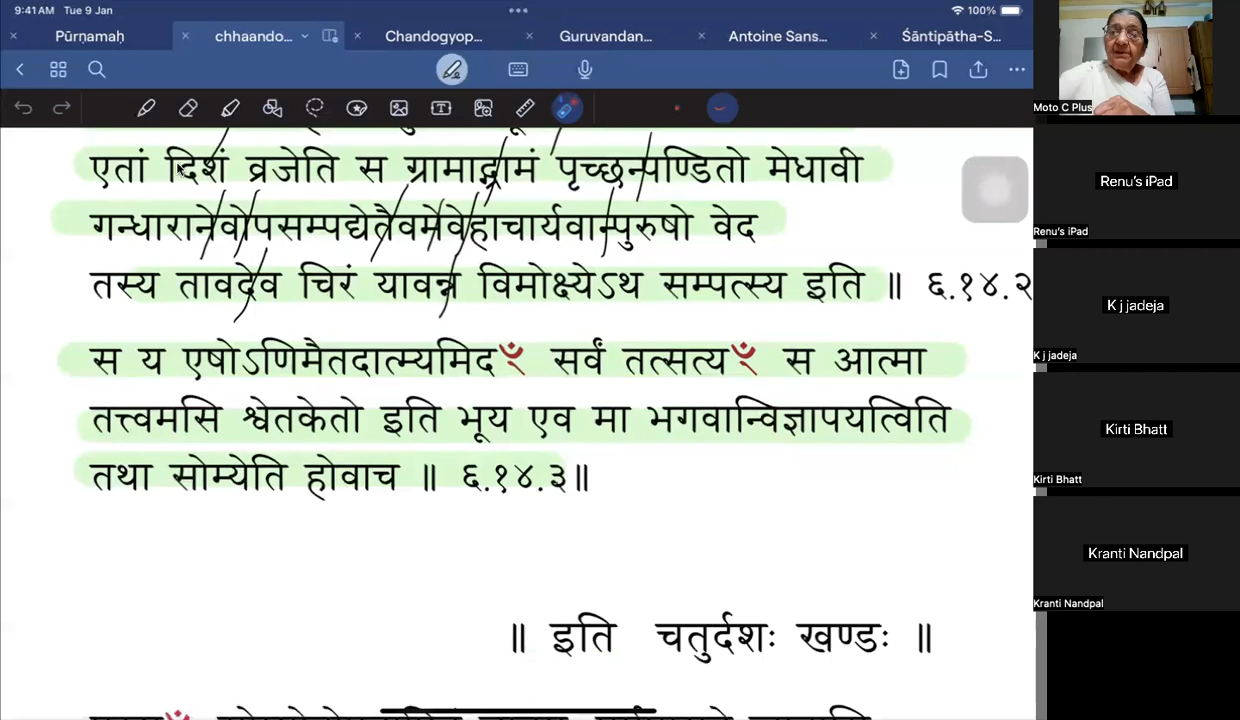 9:41 AM Tue 9 Jan
100%
Pūrṇamaḥ
chhaando...
Chandogyop...
Guruvandan...
Antoine Sans...
Śāntipātha-S...
एतां दिशं व्रजेति स ग्रामाद्ग्रामं पृच्छन्पण्डितो मेधावी
गन्धारानेवोपसम्पद्येतैवमेवेहाचार्यवान्पुरुषो वेद
तस्य तावदेव चिरं यावन्न विमोक्ष्येऽथ सम्पत्स्य इति ॥ ६.१४.२
स य एषोऽणिमैतदात्म्यमिदꣳ सर्वं तत्सत्यꣳ स आत्मा
तत्त्वमसि श्वेतकेतो इति भूय एव मा भगवान्विज्ञापयत्विति
तथा सोम्येति होवाच ॥ ६.१४.३॥
॥ इति चतुर्दशः खण्डः ॥
Moto C Plus
Renu's iPad
Renu's iPad
K j jadeja
K j jadeja
Kirti Bhatt
Kirti Bhatt
Kranti Nandpal
Kranti Nandpal